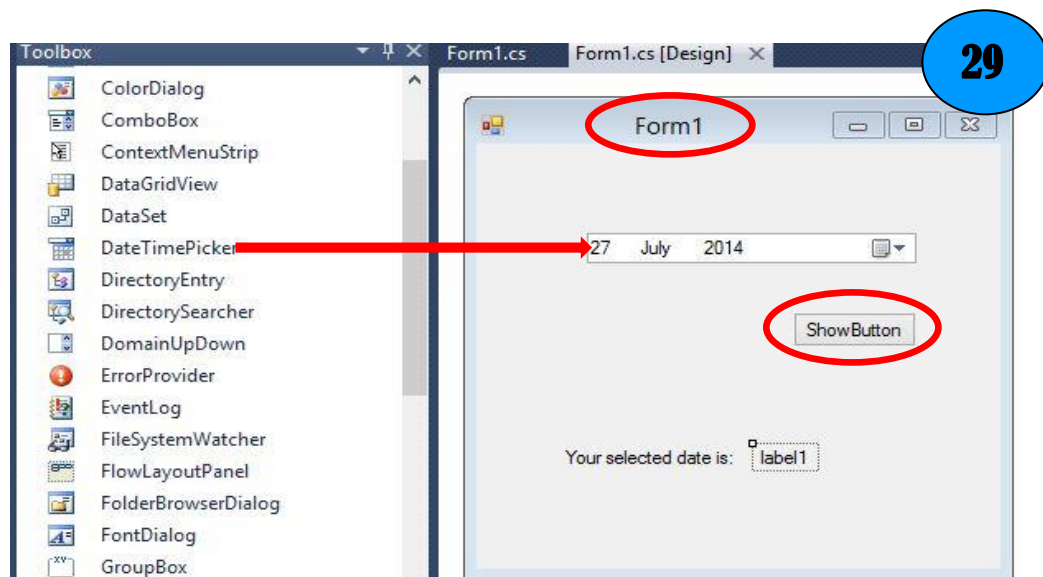 29
Toolbox
Form1.cs
Form1.cs [Design]
ColorDialog
ComboBox
ContextMenuStrip
DataGridView
DataSet
DateTimePicker
DirectoryEntry
DirectorySearcher
DomainUpDown
ErrorProvider
EventLog
FileSystemWatcher
FlowLayoutPanel
FolderBrowserDialog
FontDialog
GroupBox
Form1
27 July 2014
ShowButton
Your selected date is: label1